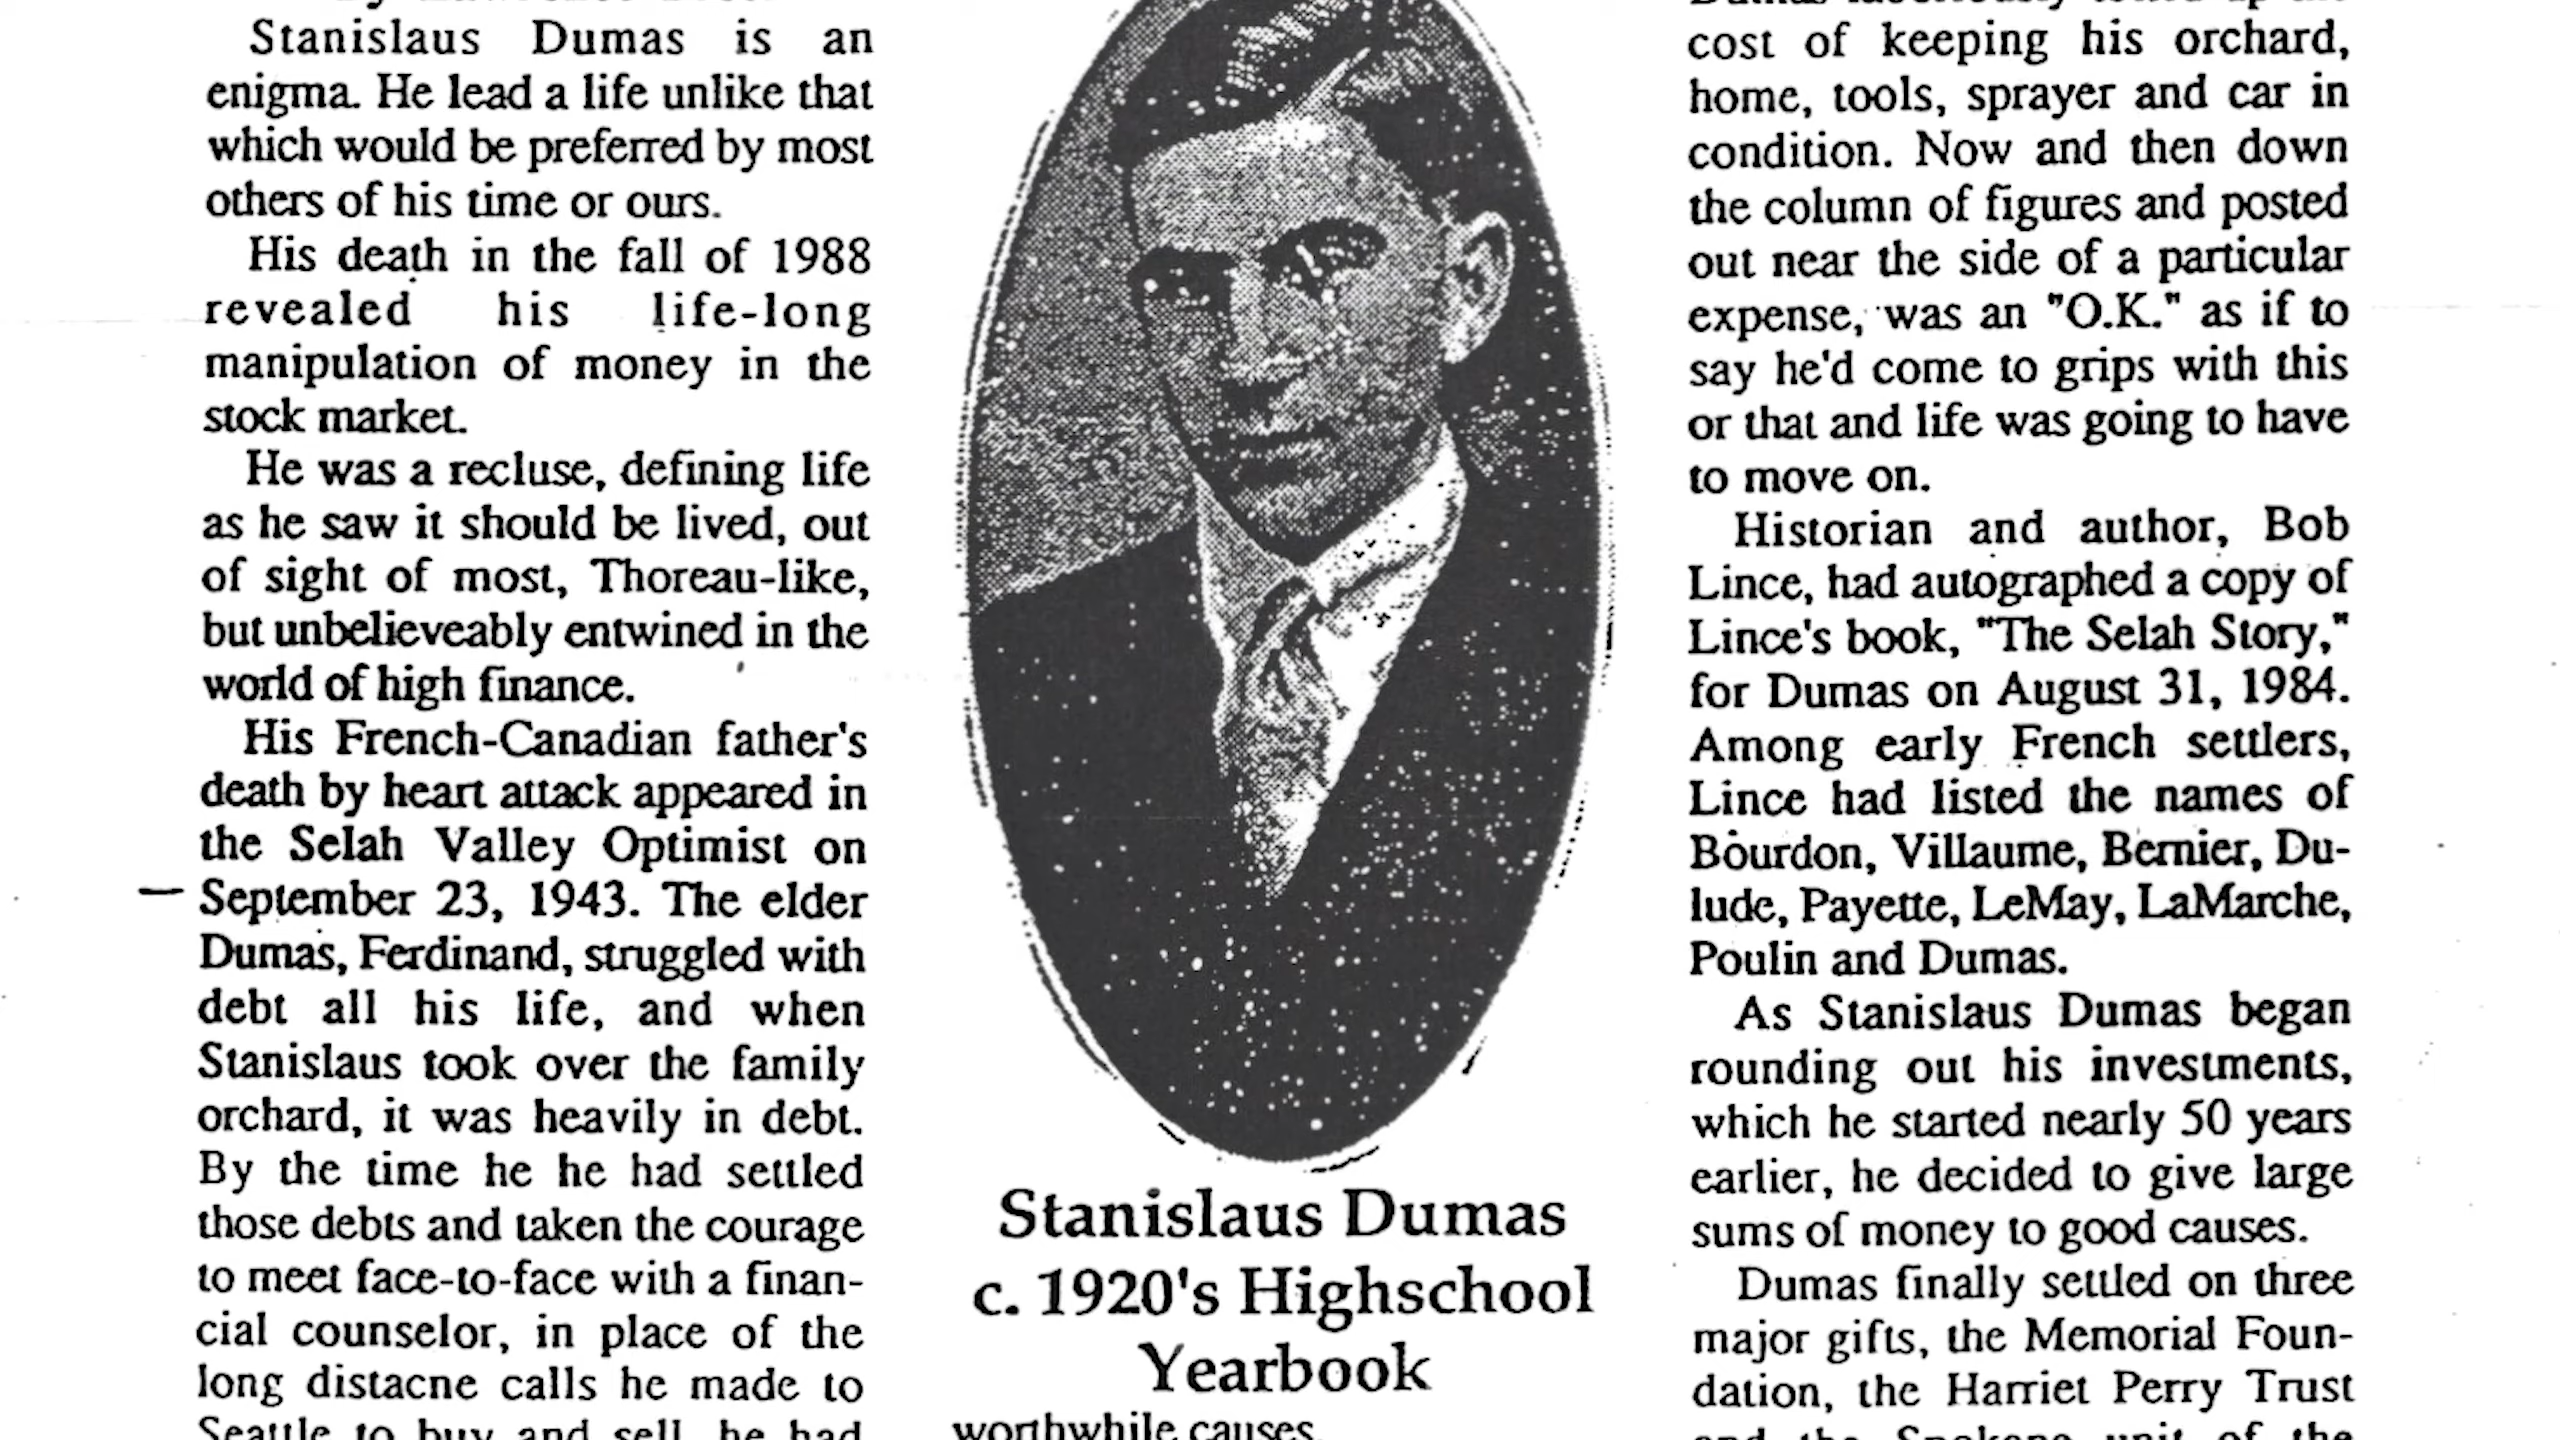 Stanislaus Dumas is an
enigma. He lead a life unlike that
which would be preferred by most
others of his time or ours.
His death in the fall of 1988
revealed his life-long
manipulation of money in the
stock market.
He was a recluse, defining life
as he saw it should be lived, out
of sight of most, Thoreau-like,
but unbelieveably entwined in the
world of high finance.
His French-Canadian father's
death by heart attack appeared in
the Selah Valley Optimist on
September 23, 1943. The elder
Dumas, Ferdinand, struggled with
debt all his life, and when
Stanislaus took over the family
orchard, it was heavily in debt.
By the time he he had settled
those debts and taken the courage
to meet face-to-face with a finan-
cial counselor, in place of the
long distacne calls he made to
Seattle to buy and sell, he had
Stanislaus Dumas
c. 1920's Highschool
Yearbook
worthwhile causes.
cost of keeping his orchard,
home, tools, sprayer and car in
condition. Now and then down
the column of figures and posted
out near the side of a particular
expense, was an "O.K." as if to
say he'd come to grips with this
or that and life was going to have
to move on.
Historian and author, Bob
Lince, had autographed a copy of
Lince's book, "The Selah Story,"
for Dumas on August 31, 1984.
Among early French settlers,
Lince had listed the names of
Bourdon, Villaume, Bernier, Du-
lude, Payette, LeMay, LaMarche,
Poulin and Dumas.
As Stanislaus Dumas began
rounding out his investments,
which he started nearly 50 years
earlier, he decided to give large
sums of money to good causes.
Dumas finally settled on three
major gifts, the Memorial Foun-
dation, the Harriet Perry Trust
and the Spokane unit of the